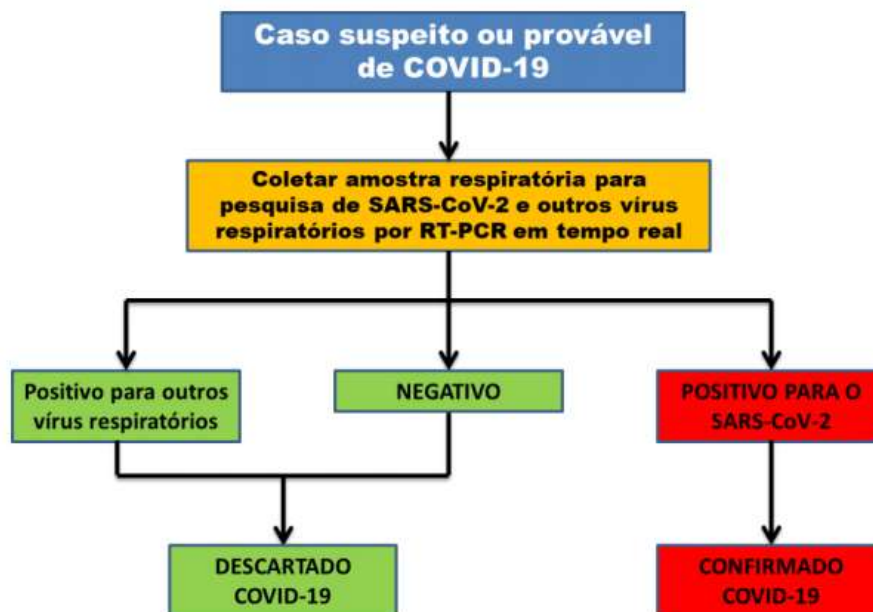 Caso suspeito ou provável
de COVID-19
Coletar amostra respiratória para
pesquisa de SARS-CoV-2 e outros vírus
respiratórios por RT-PCR em tempo real
Positivo para outros
vírus respiratórios
NEGATIVO
POSITIVO PARA O
SARS-CoV-2
DESCARTADO
COVID-19
CONFIRMADO
COVID-19